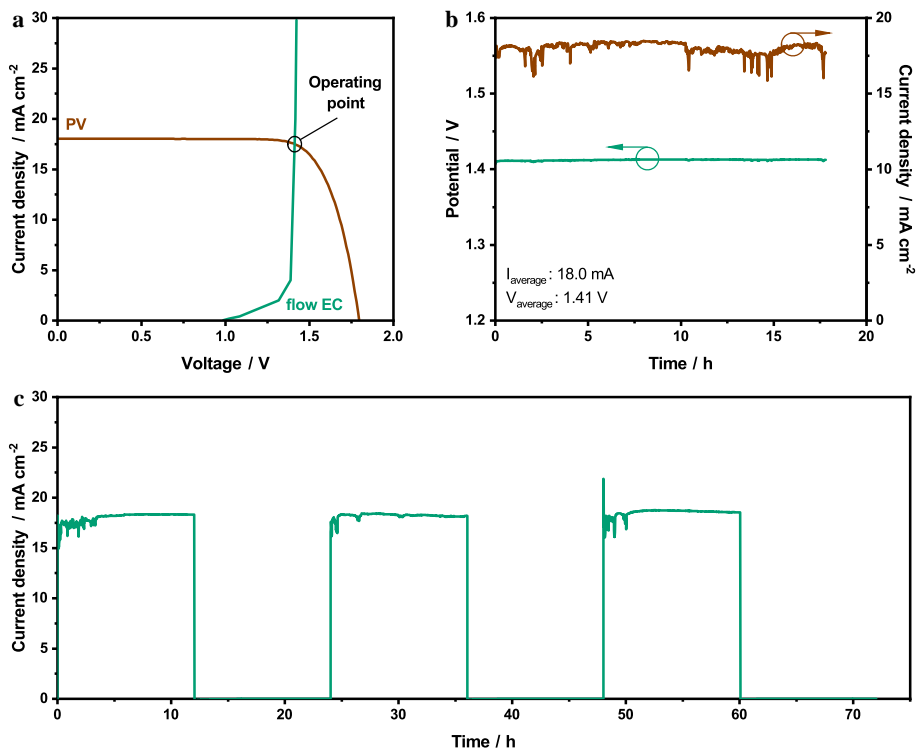 a
30
25
20
15
10
5
0
Current density / mA cm-2
PV
Operating
point
flow EC
0.0 0.5 1.0 1.5 2.0
Voltage / V
b
1.6
1.5
1.4
1.3
1.2
Potential / V
20
15
10
5
0
Current density / mA cm-2
Iaverage: 18.0 mA
Vaverage: 1.41 V
0 5 10 15 20
Time / h
c
30
25
20
15
10
5
0
Current density / mA cm-2
0 10 20 30 40 50 60 70
Time / h